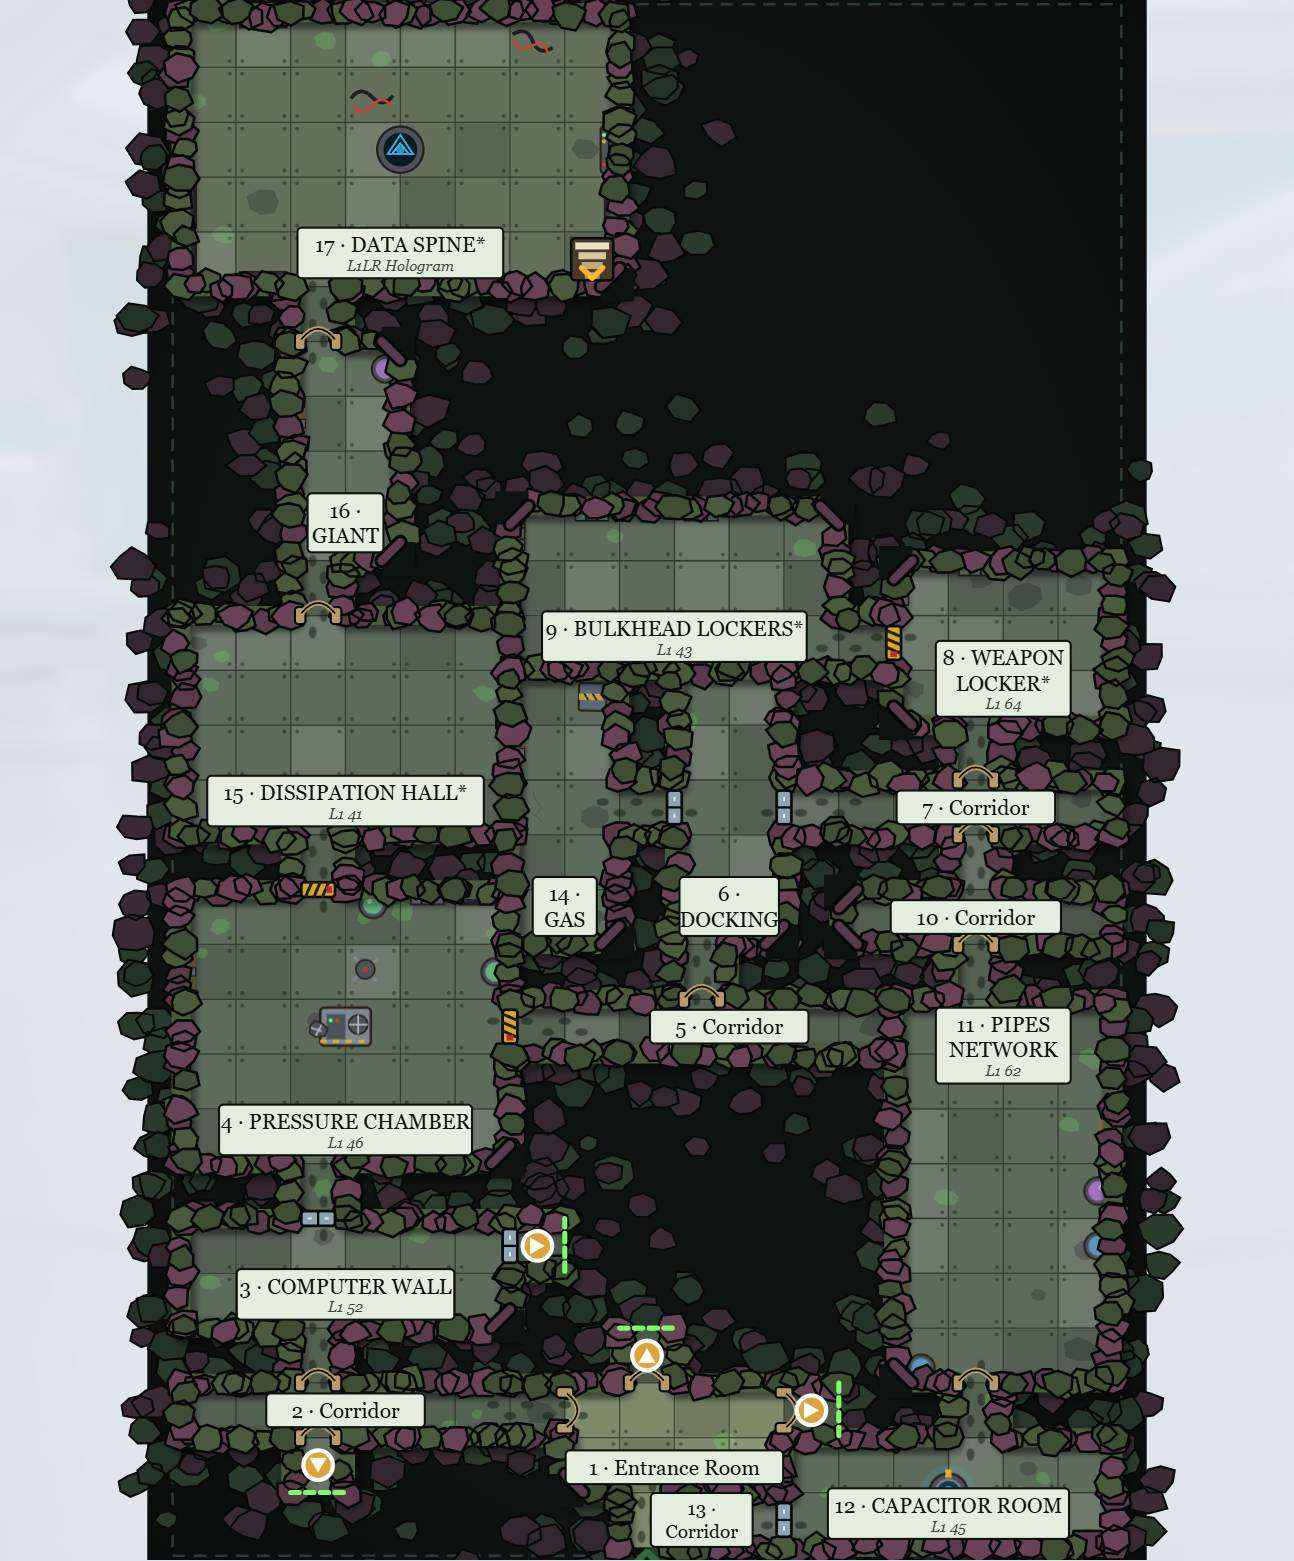 17 · DATA SPINE*
L1LR Hologram
16 ·
GIANT
9 · BULKHEAD LOCKERS*
L1 43
8 · WEAPON
LOCKER*
L1 64
15 · DISSIPATION HALL*
L1 41
7 · Corridor
14 ·
GAS
6 ·
DOCKING
10 · Corridor
5 · Corridor
11 · PIPES
NETWORK
L1 62
4 · PRESSURE CHAMBER
L1 46
3 · COMPUTER WALL
L1 52
2 · Corridor
1 · Entrance Room
13 ·
Corridor
12 · CAPACITOR ROOM
L1 45